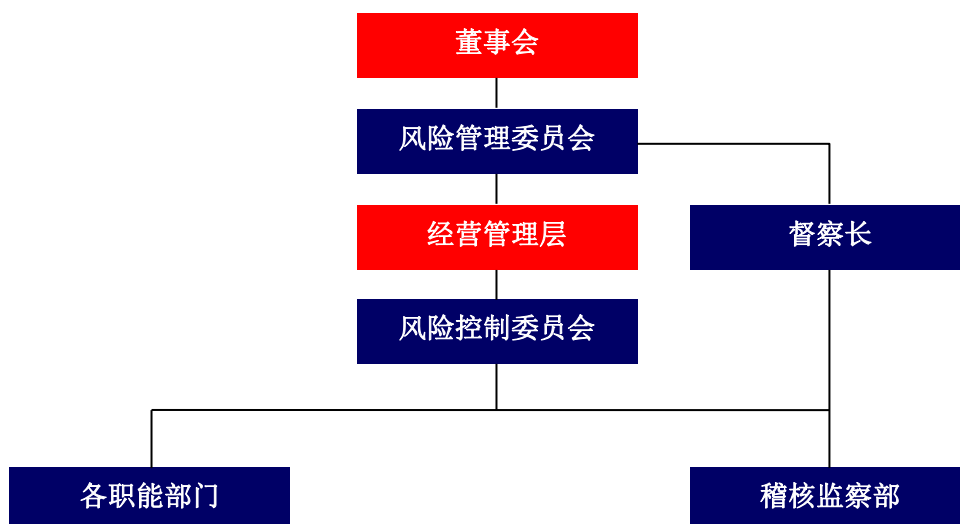 董事会
风险管理委员会
经营管理层
督察长
风险控制委员会
各职能部门
稽核监察部